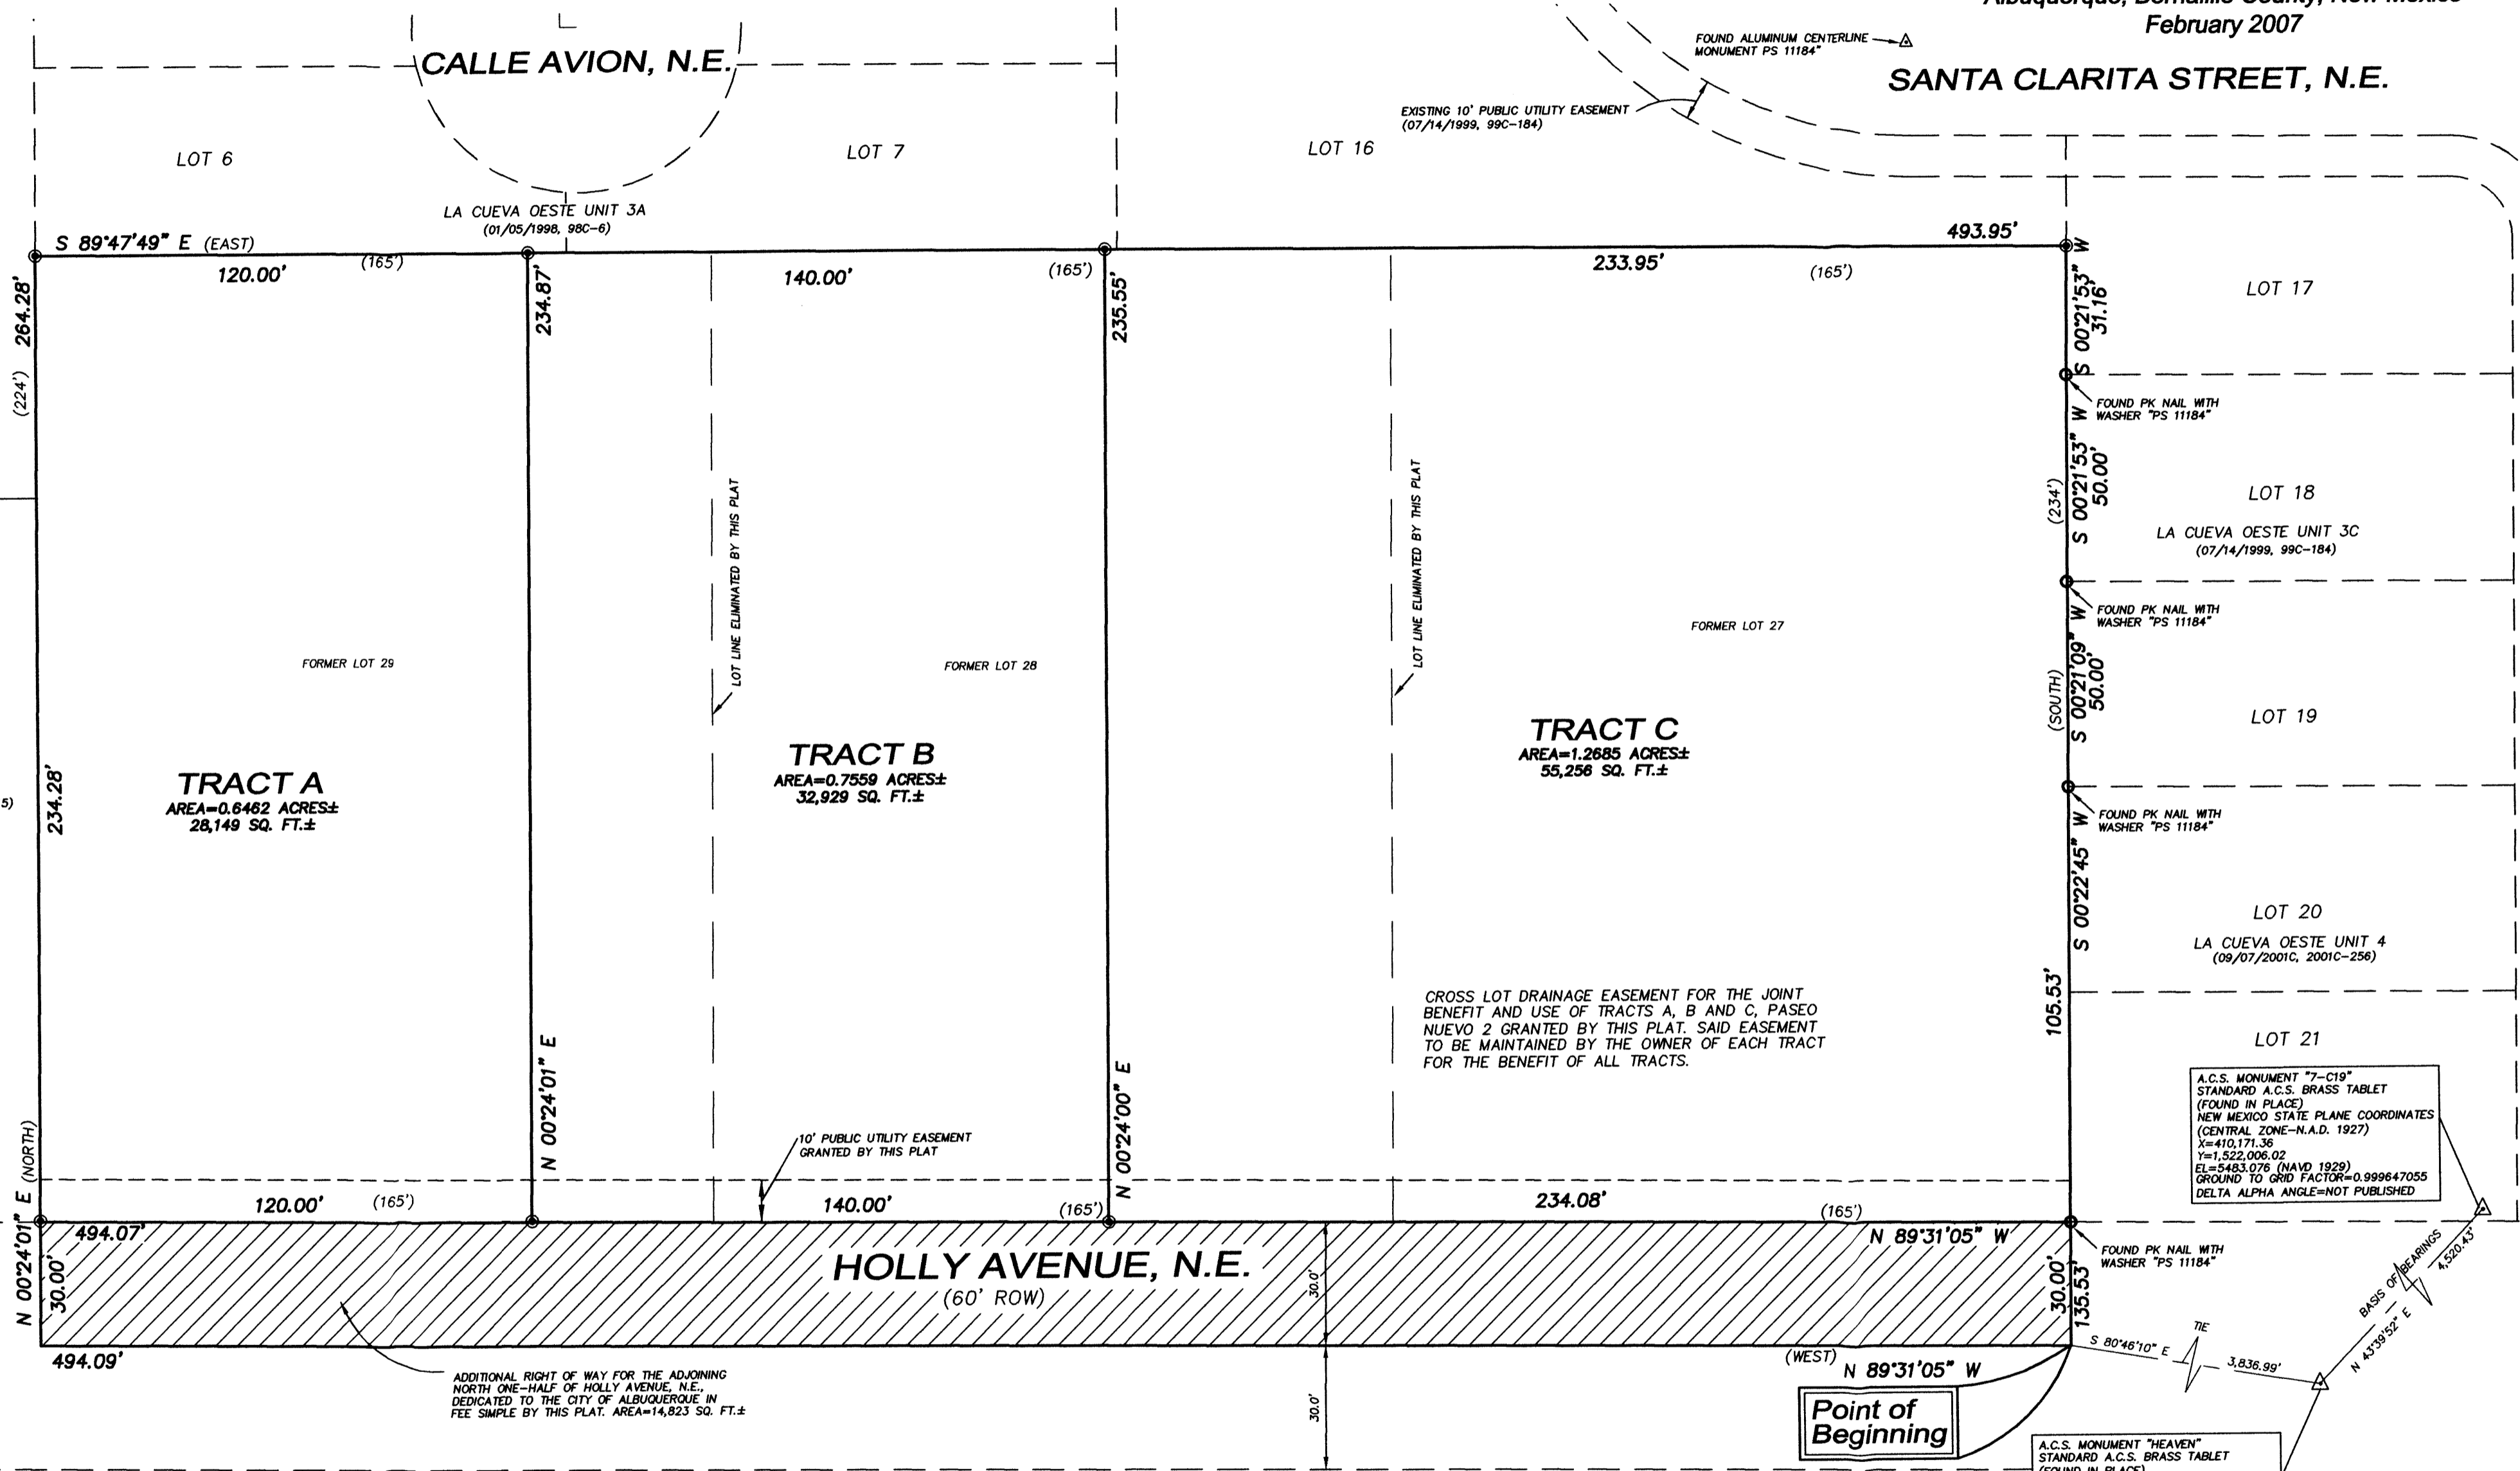 February 2007
SANTA CLARITA STREET, N.E.
FOUND ALUMINUM CENTERLINE
MONUMENT PS 11184"
EXISTING 10' PUBLIC UTILITY EASEMENT
(07/14/1999, 99C-184)
CALLE AVION, N.E.
LOT 6
LOT 7
LOT 16
LA CUEVA OESTE UNIT 3A
(01/05/1998, 98C-6)
S 89°47'49" E (EAST)
493.95'
120.00'
(165')
140.00'
(165')
233.95'
(165')
264.28'
(224')
234.87'
235.55'
S 00°21'53" W
31.16'
LOT 17
FOUND PK NAIL WITH
WASHER "PS 11184"
S 00°21'53" W
50.00'
(234')
LOT 18
LA CUEVA OESTE UNIT 3C
(07/14/1999, 99C-184)
FOUND PK NAIL WITH
WASHER "PS 11184"
S 00°21'09" W
50.00'
(SOUTH)
LOT 19
LOT LINE ELIMINATED BY THIS PLAT
LOT LINE ELIMINATED BY THIS PLAT
FORMER LOT 29
FORMER LOT 28
FORMER LOT 27
TRACT A
AREA=0.6462 ACRES±
28,149 SQ. FT.±
TRACT B
AREA=0.7559 ACRES±
32,929 SQ. FT.±
TRACT C
AREA=1.2685 ACRES±
55,256 SQ. FT.±
5)
234.28'
FOUND PK NAIL WITH
WASHER "PS 11184"
S 00°22'45" W
105.53'
LOT 20
LA CUEVA OESTE UNIT 4
(09/07/2001C, 2001C-256)
LOT 21
CROSS LOT DRAINAGE EASEMENT FOR THE JOINT
BENEFIT AND USE OF TRACTS A, B AND C, PASEO
NUEVO 2 GRANTED BY THIS PLAT. SAID EASEMENT
TO BE MAINTAINED BY THE OWNER OF EACH TRACT
FOR THE BENEFIT OF ALL TRACTS.
A.C.S. MONUMENT "7-C19"
STANDARD A.C.S. BRASS TABLET
(FOUND IN PLACE)
NEW MEXICO STATE PLANE COORDINATES
(CENTRAL ZONE-N.A.D. 1927)
X=410,171.36
Y=1,522,006.02
EL=5483.076 (NAVD 1929)
GROUND TO GRID FACTOR=0.999647055
DELTA ALPHA ANGLE=NOT PUBLISHED
N 00°24'01" E (NORTH)
N 00°24'01" E
N 00°24'00" E
10' PUBLIC UTILITY EASEMENT
GRANTED BY THIS PLAT
120.00'
(165')
140.00'
(165')
234.08'
(165')
494.07'
N 89°31'05" W
30.00'
HOLLY AVENUE, N.E.
(60' ROW)
30.0'
30.00'
135.53'
FOUND PK NAIL WITH
WASHER "PS 11184"
BASIS OF BEARINGS
N 43°39'52" E
4,520.43'
TIE
S 80°46'10" E
3,836.99'
494.09'
(WEST)
N 89°31'05" W
ADDITIONAL RIGHT OF WAY FOR THE ADJOINING
NORTH ONE-HALF OF HOLLY AVENUE, N.E.,
DEDICATED TO THE CITY OF ALBUQUERQUE IN
FEE SIMPLE BY THIS PLAT. AREA=14,823 SQ. FT.±
30.0'
Point of
Beginning
A.C.S. MONUMENT "HEAVEN"
STANDARD A.C.S. BRASS TABLET